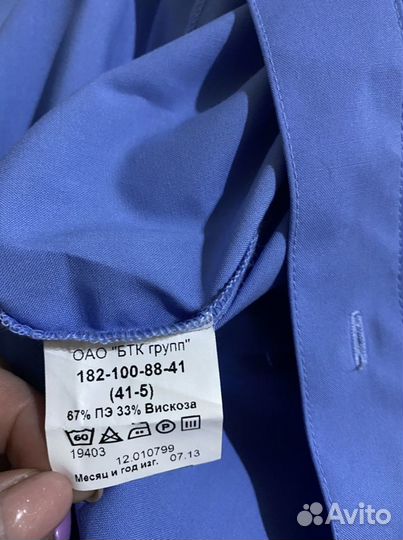 ОАО "БТК групп"
182-100-88-41
(41-5)
67% ПЭ 33% Вискоза
60
19403 12.010799
Месяц и год изг. 07.13
Avito